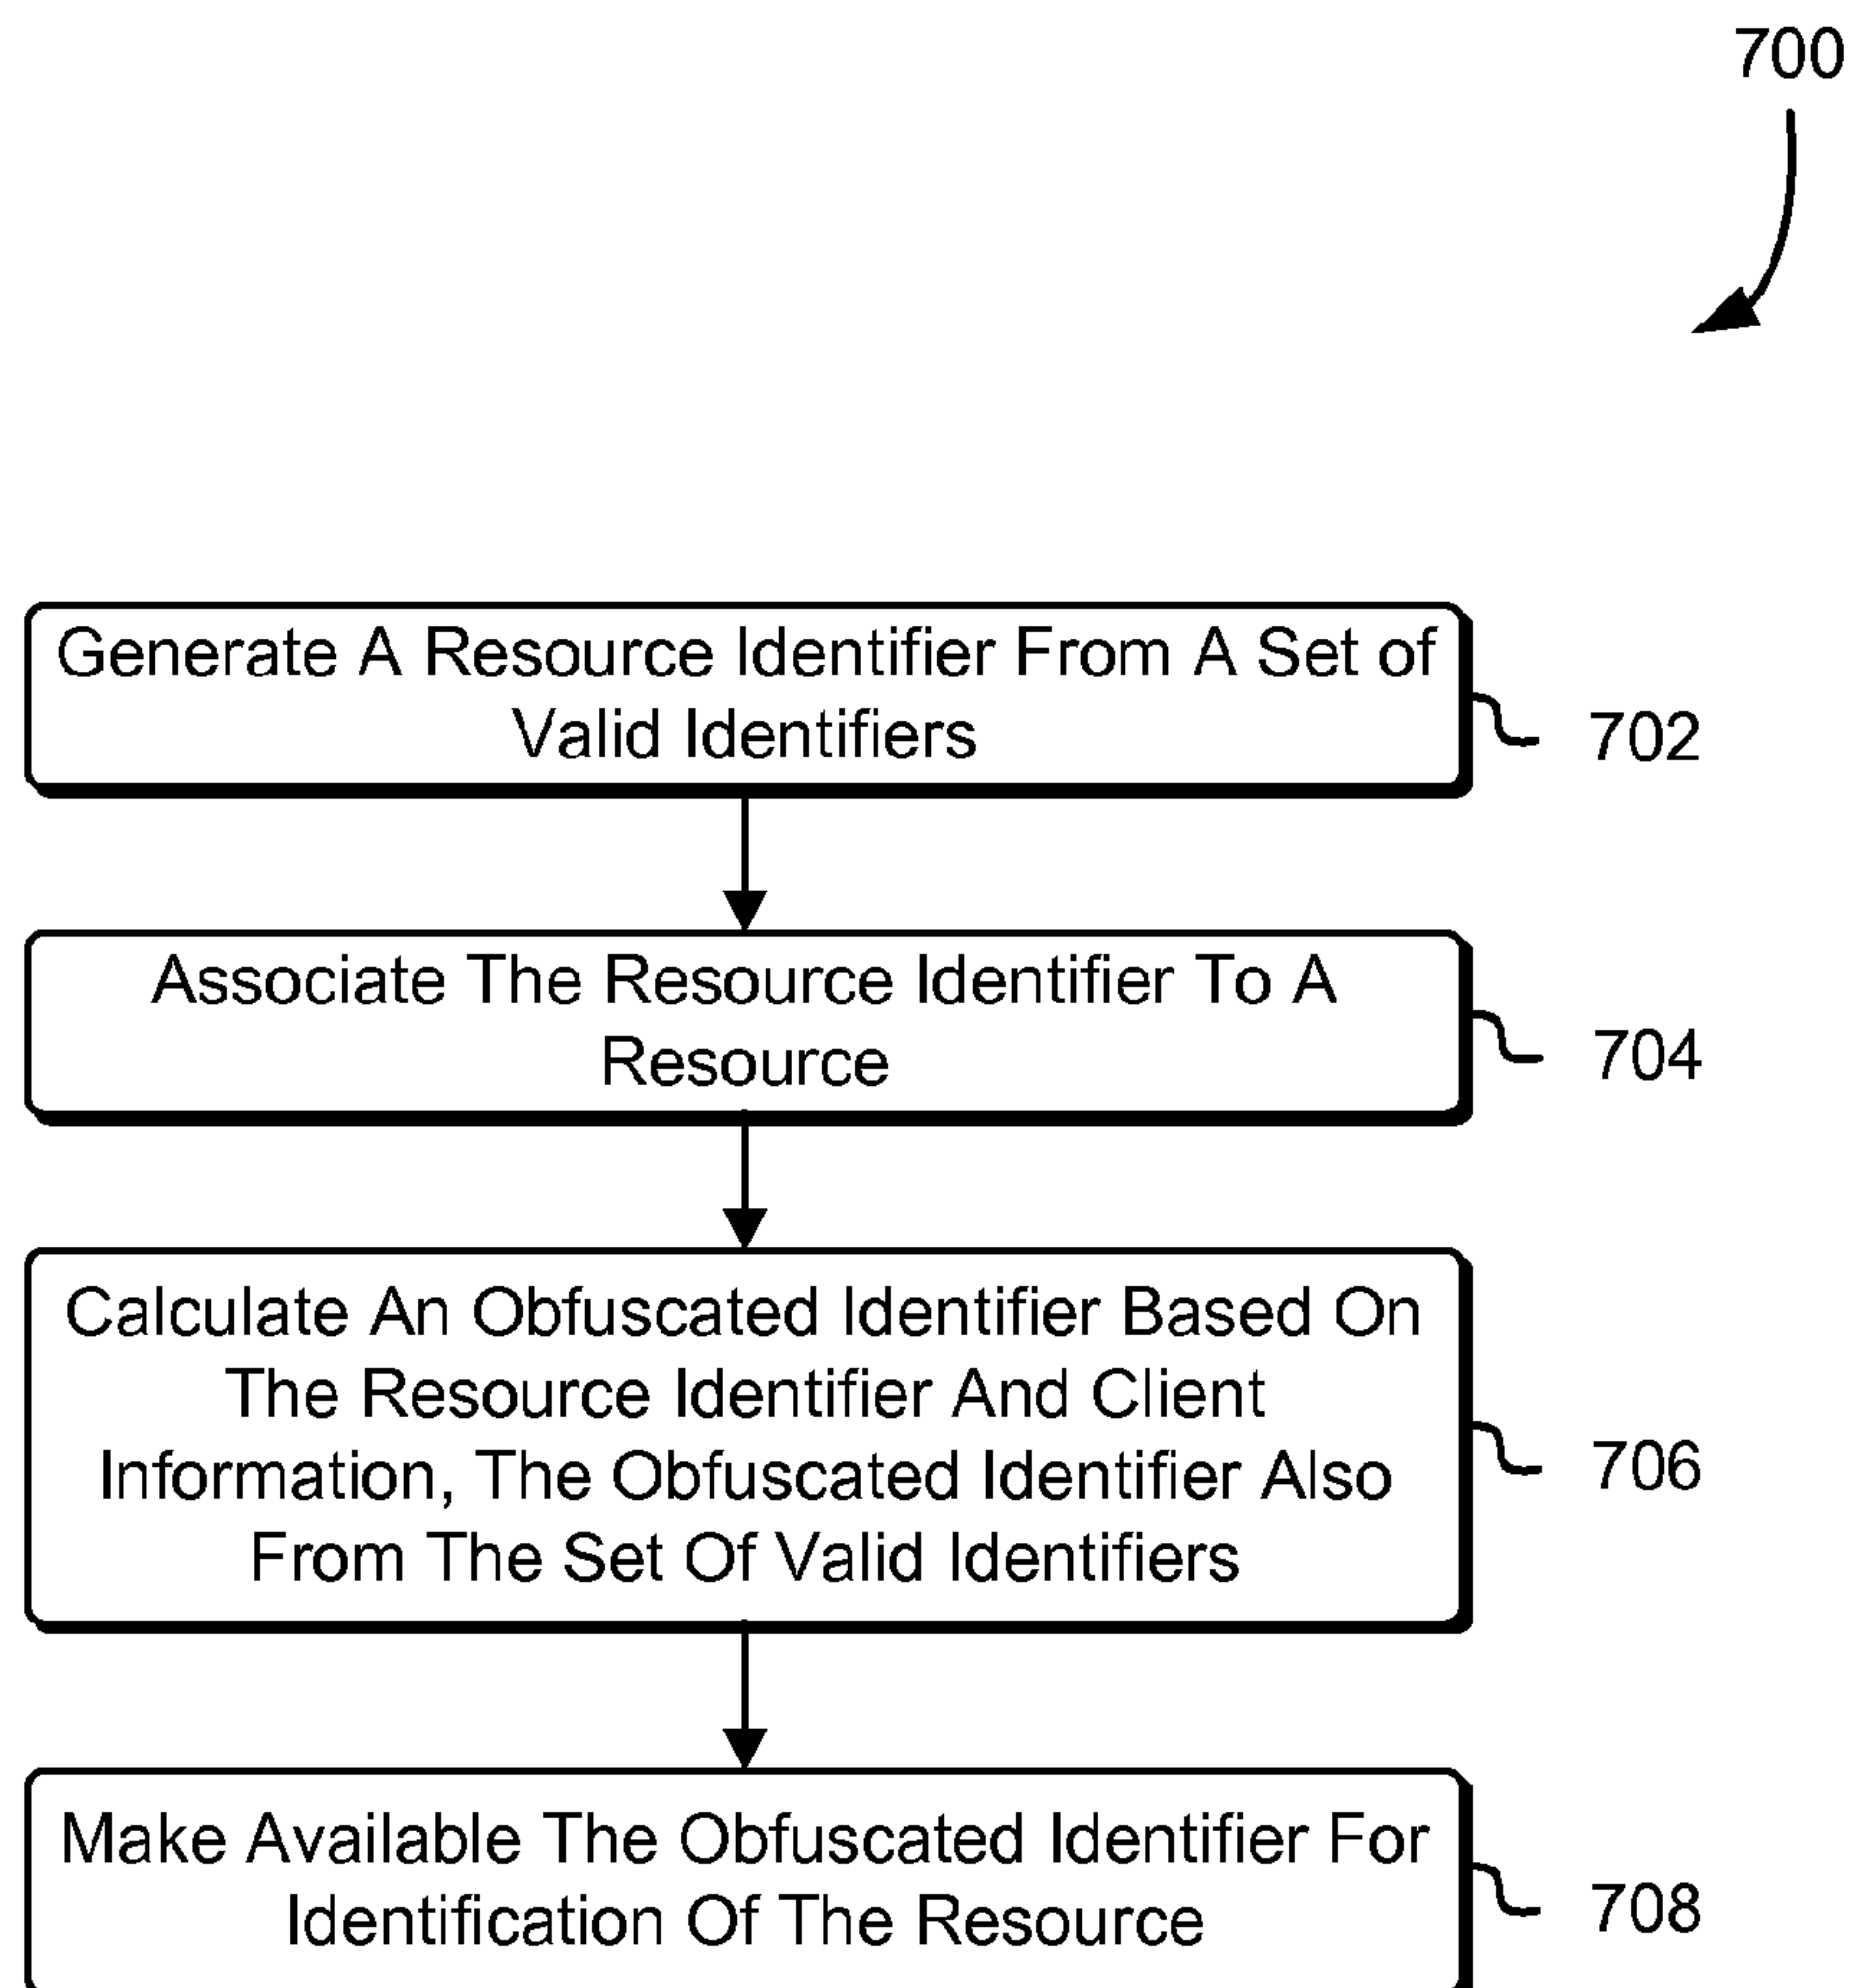 700
Generate A Resource Identifier From A Set of
Valid Identifiers
702
Associate The Resource Identifier To A
Resource
704
Calculate An Obfuscated Identifier Based On
The Resource Identifier And Client
Information, The Obfuscated Identifier Also
From The Set Of Valid Identifiers
706
Make Available The Obfuscated Identifier For
Identification Of The Resource
708